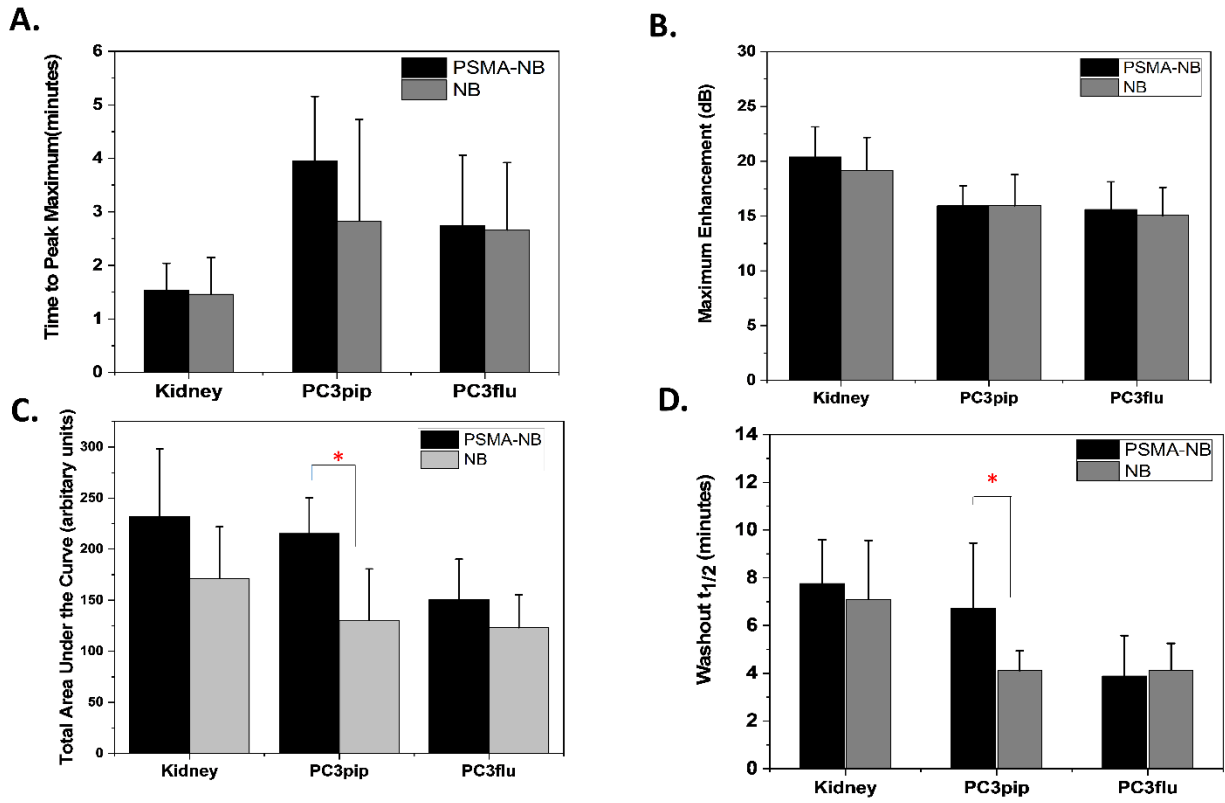 A.
Time to Peak Maximum(minutes)
6
5
4
3
2
1
0
PSMA-NB
NB
Kidney
PC3pip
PC3flu
B.
Maximum Enhancement (dB)
30
25
20
15
10
5
0
PSMA-NB
NB
Kidney
PC3pip
PC3flu
C.
Total Area Under the Curve (arbitary units)
300
250
200
150
100
50
0
PSMA-NB
NB
*
Kidney
PC3pip
PC3flu
D.
Washout t1/2 (minutes)
14
12
10
8
6
4
2
0
PSMA-NB
NB
*
Kidney
PC3pip
PC3flu